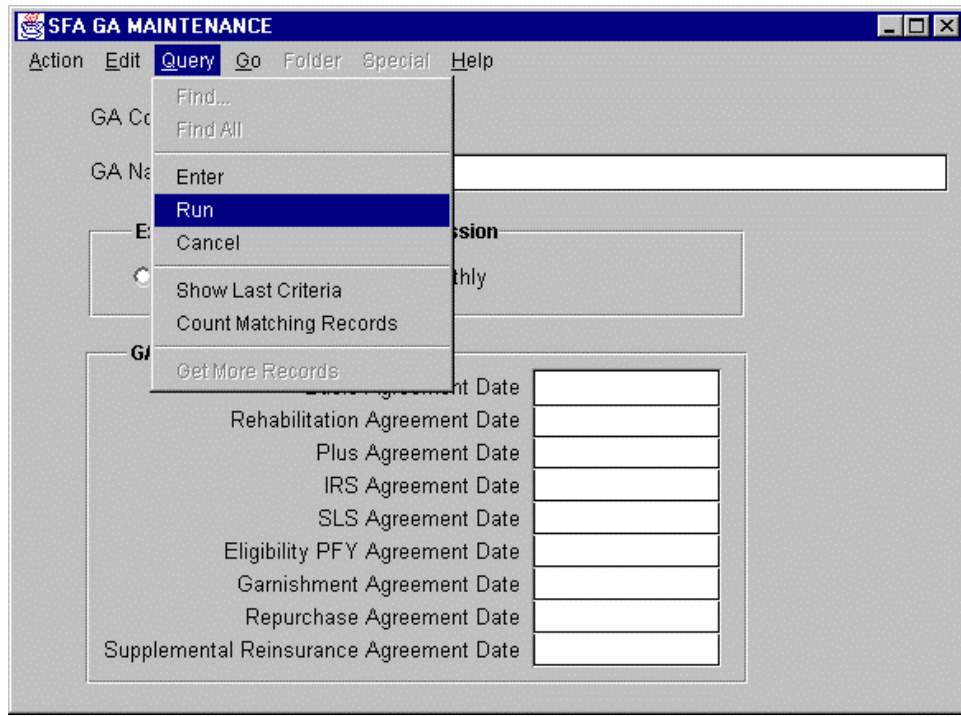 SFA GA MAINTENANCE
Action Edit Query Go Folder Special Help
Find...
GA Co
Find All
GA Na
Enter
Run
E
ssion
Cancel
thly
Show Last Criteria
Count Matching Records
GA
Get More Records
Agreement Date
Rehabilitation Agreement Date
Plus Agreement Date
IRS Agreement Date
SLS Agreement Date
Eligibility PFY Agreement Date
Garnishment Agreement Date
Repurchase Agreement Date
Supplemental Reinsurance Agreement Date